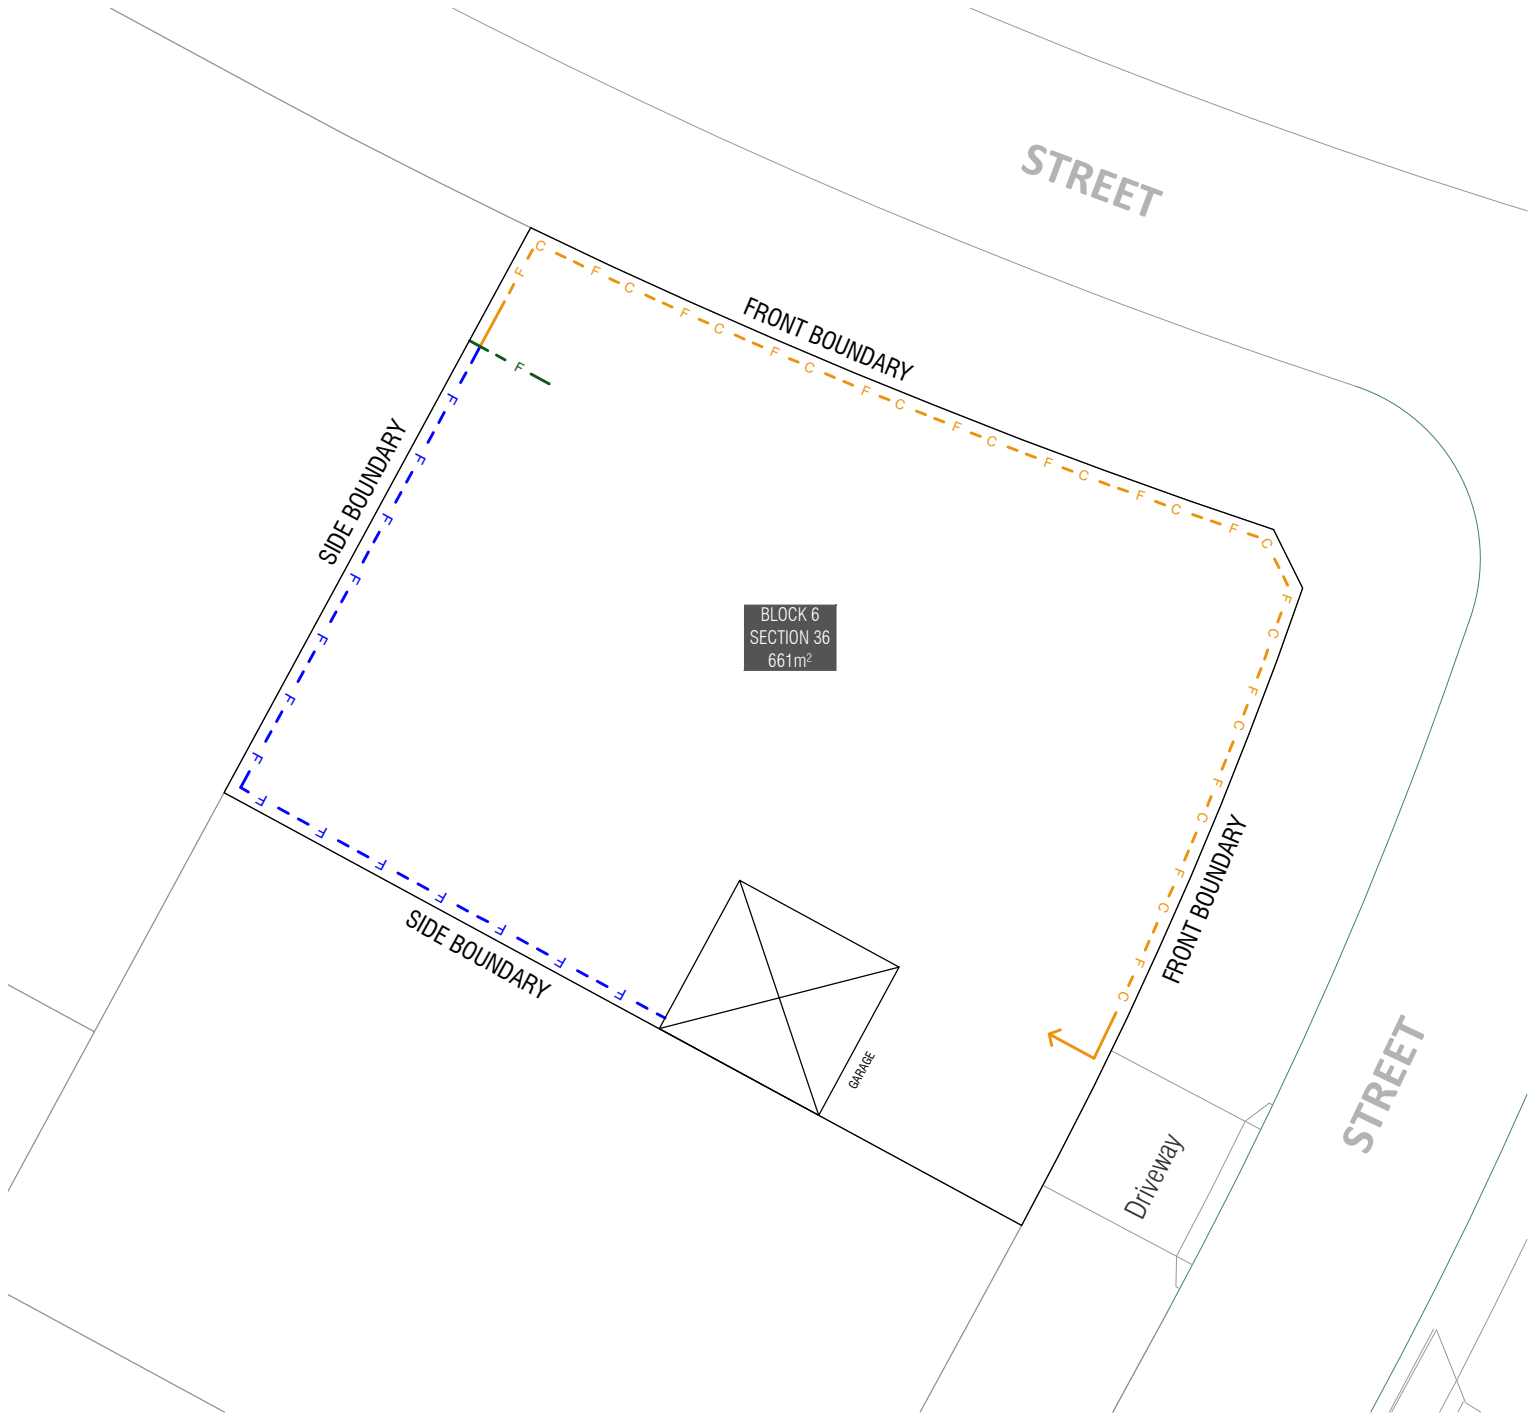 STREET
FRONT BOUNDARY
SIDE BOUNDARY
BLOCK 6
SECTION 36
661m²
FRONT BOUNDARY
SIDE BOUNDARY
GARAGE
STREET
Driveway
C F C F C F C F C F C F C F C F C
F C F C F C F C F C
F
F
F F F F F F F
F F F F F F F